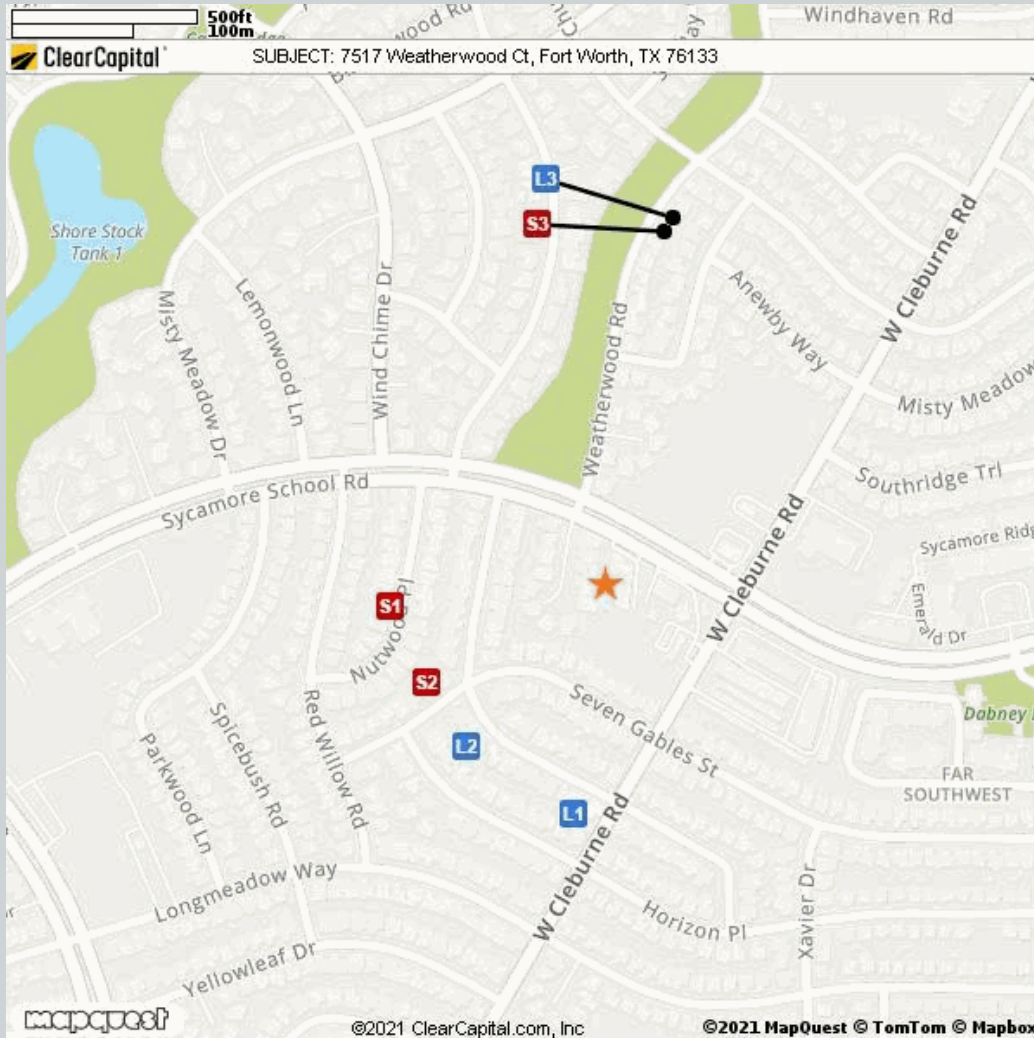 500ft
100m
Windhaven Rd
ClearCapital
SUBJECT: 7517 Weatherwood Ct, Fort Worth, TX 76133
L3
S3
Shore Stock
Tank 1
W Cleburne Rd
Misty Meadow Dr
Lemonwood Ln
Wind Chime Dr
Weatherwood Rd
Anewby Way
Misty Meadow
Southridge Trl
Sycamore School Rd
Sycamore Ridg
W Cleburne Rd
Emerald Dr
S1
Nutwood Pl
S2
Seven Gables St
Dabney
L2
Red Willow Rd
Spicebush Rd
Parkwood Ln
FAR
SOUTHWEST
L1
W Cleburne Rd
Longmeadow Way
Xavier Dr
Horizon Pl
Yellowleaf Dr
mapquest
©2021 ClearCapital.com, Inc
©2021 MapQuest © TomTom © Mapbox